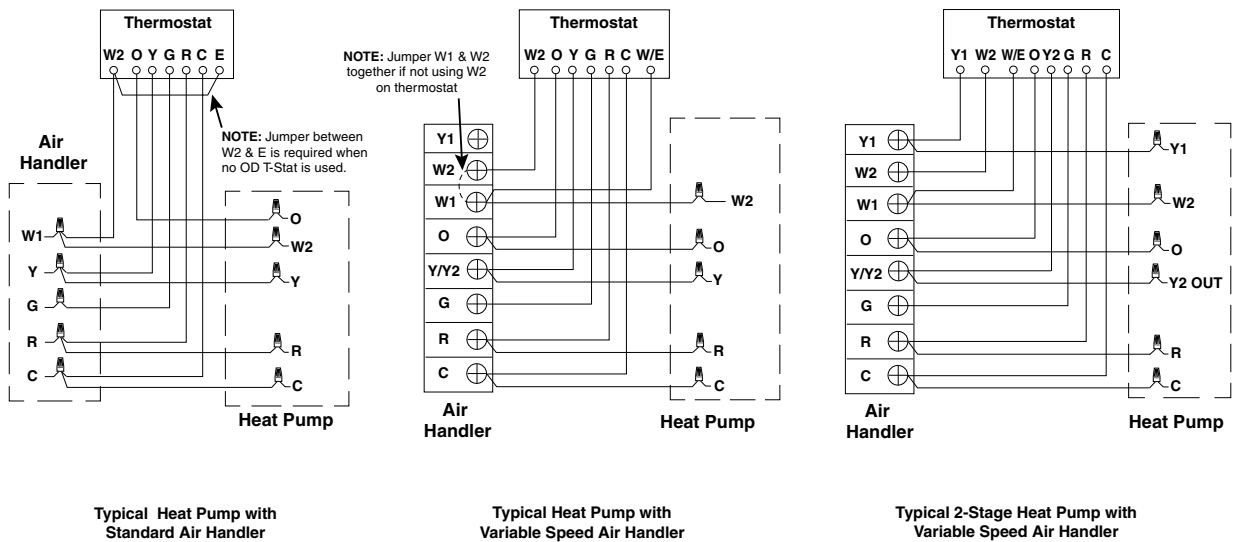 Thermostat
W2 O Y G R C E
NOTE: Jumper between
W2 & E is required when
no OD T-Stat is used.
Air
Handler
W1
Y
G
R
C
O
W2
Y
R
C
Heat Pump
Typical Heat Pump with
Standard Air Handler
Thermostat
W2 O Y G R C W/E
NOTE: Jumper W1 & W2
together if not using W2
on thermostat
Y1
W2
W1
O
Y/Y2
G
R
C
Air
Handler
W2
O
Y
R
C
Heat Pump
Typical Heat Pump with
Variable Speed Air Handler
Thermostat
Y1 W2 W/E O Y2 G R C
Y1
W2
W1
O
Y/Y2
G
R
C
Air
Handler
Y1
W2
O
Y2 OUT
R
C
Heat Pump
Typical 2-Stage Heat Pump with
Variable Speed Air Handler